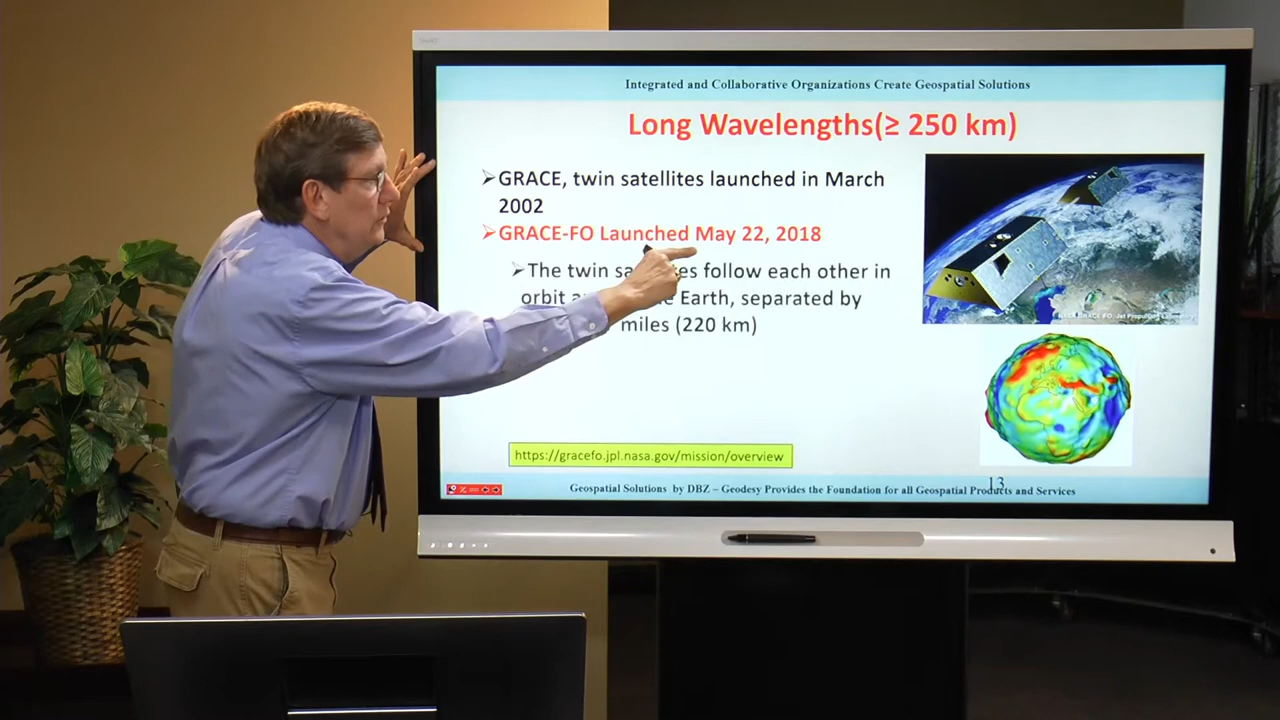 Integrated and Collaborative Organizations Create Geospatial Solutions
Long Wavelengths(≥ 250 km)
➢GRACE, twin satellites launched in March
2002
➢GRACE-FO Launched May 22, 2018
➢The twin follow each other in
orbit Earth, separated by
miles (220 km)
https://gracefo.jpl.nasa.gov/mission/overview
13
Geospatial Solutions by DBZ – Geodesy Provides the Foundation for all Geospatial Products and Services